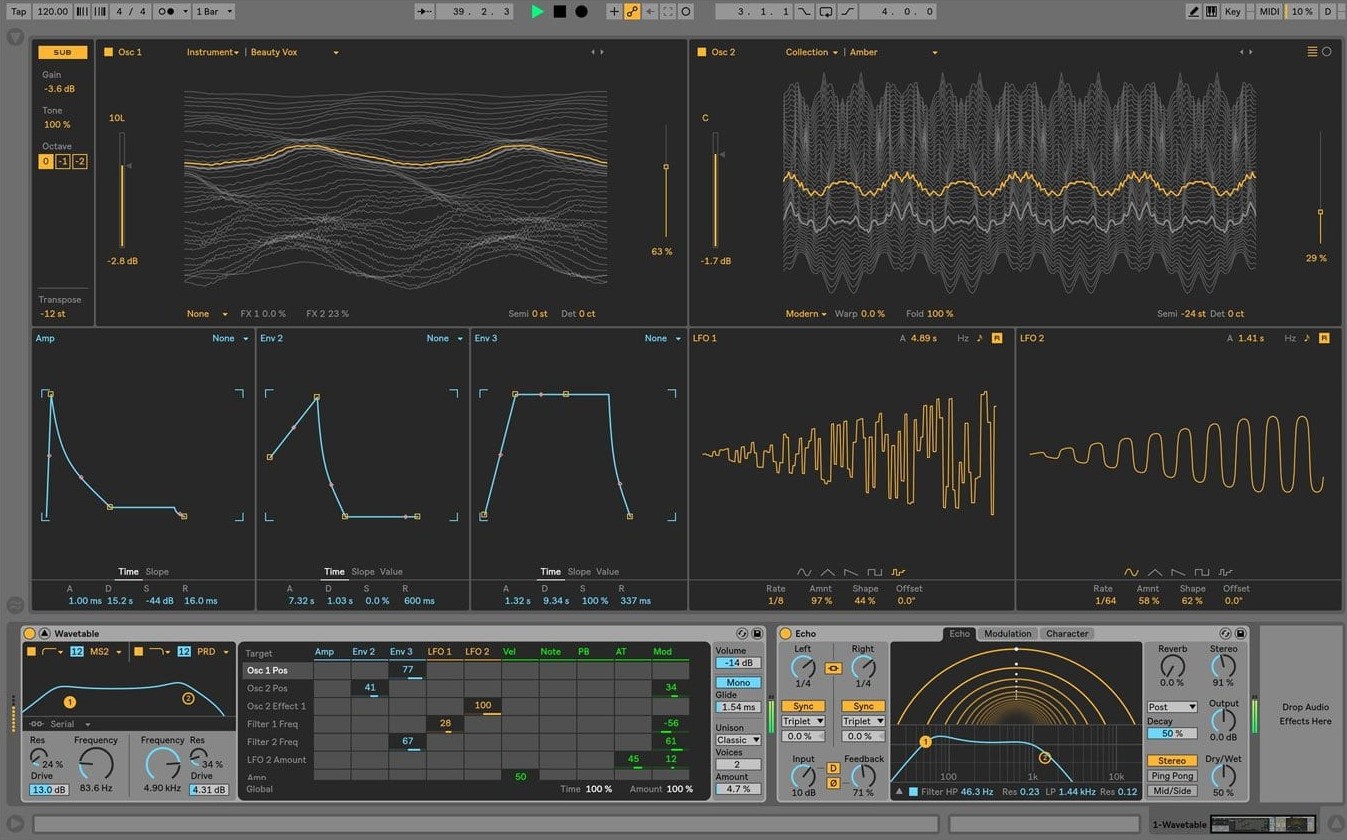 Tap 120.00 4 / 4 1 Bar 39. 2. 3 3. 1. 1 4. 0. 0 Key MIDI 10 % D
SUB
Gain
-3.6 dB
Tone
100 %
Octave
0 -1 -2
Transpose
-12 st
Osc 1 Instrument Beauty Vox
10L
-2.8 dB
63 %
None FX 1 0.0 % FX 2 23 % Semi 0 st Det 0 ct
Osc 2 Collection Amber
C
-1.7 dB
29 %
Modern Warp 0.0 % Fold 100 % Semi -24 st Det 0 ct
Amp None
Time Slope
A D S R
1.00 ms 15.2 s -44 dB 16.0 ms
Env 2 None
Time Slope Value
A D S R
7.32 s 1.03 s 0.0 % 600 ms
Env 3 None
Time Slope Value
A D S R
1.32 s 9.34 s 100 % 337 ms
LFO 1 A 4.89 s Hz R
Rate Amnt Shape Offset
1/8 97 % 44 % 0.0°
LFO 2 A 1.41 s Hz R
Rate Amnt Shape Offset
1/64 58 % 62 % 0.0°
Wavetable
12 MS2 12 PRD
1 2
Serial
Res Frequency Frequency Res
24 % 34 %
Drive Drive
13.0 dB 83.6 Hz 4.90 kHz 4.31 dB
Target Amp Env 2 Env 3 LFO 1 LFO 2 Vel Note PB AT Mod
Osc 1 Pos 77
Osc 2 Pos 41 34
Osc 2 Effect 1 100
Filter 1 Freq 28 -56
Filter 2 Freq 67 61
LFO 2 Amount 45 12
Amp 50
Global Time 100 % Amount 100 %
Volume
-14 dB
Mono
Glide
1.54 ms
Unison
Classic
Voices
2
Amount
4.7 %
Echo Echo Modulation Character
Left Right
1/4 1/4
Sync Sync
Triplet Triplet
0.0 % 0.0 %
Input D Feedback
Ø
10 dB 71 %
1 2
100 1k 10k
Filter HP 46.3 Hz Res 0.23 LP 1.44 kHz Res 0.12
Reverb Stereo
0.0 % 91 %
Post Output
Decay
50 % 0.0 dB
Stereo Dry/Wet
Ping Pong
Mid/Side 50 %
Drop Audio
Effects Here
1-Wavetable